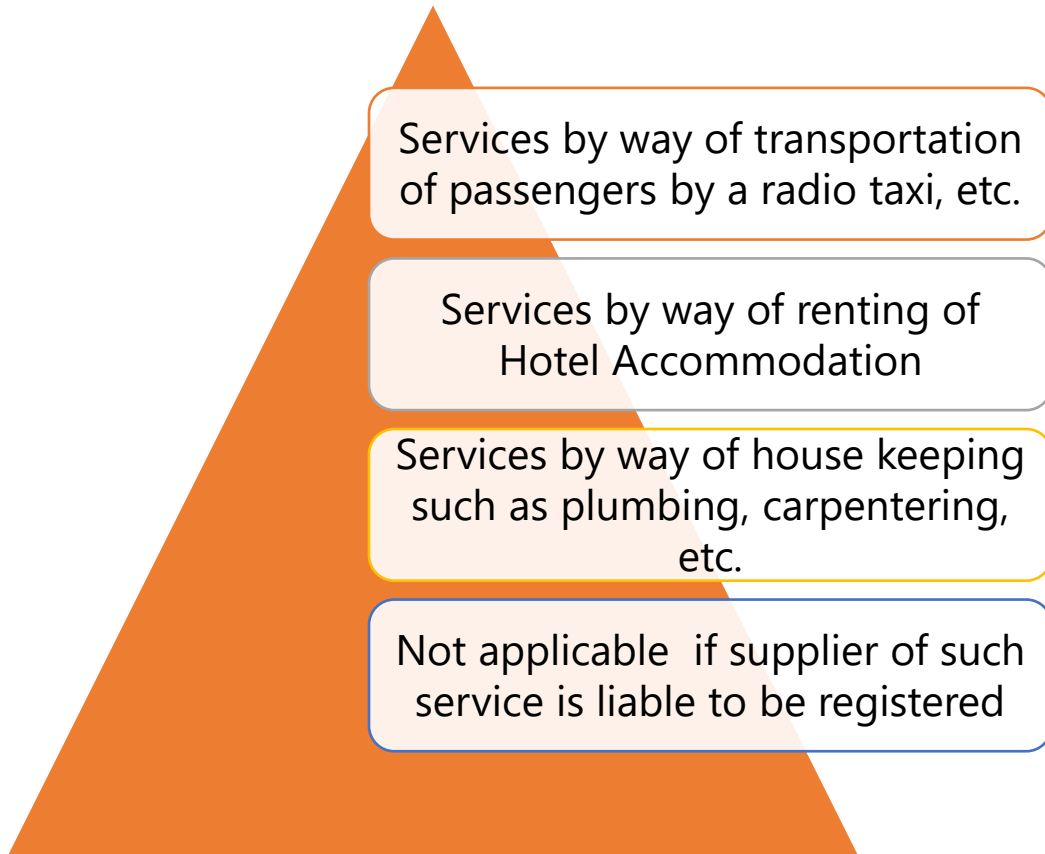 Services by way of transportation
of passengers by a radio taxi, etc.
Services by way of renting of
Hotel Accommodation
Services by way of house keeping
such as plumbing, carpentering,
etc.
Not applicable  if supplier of such
service is liable to be registered